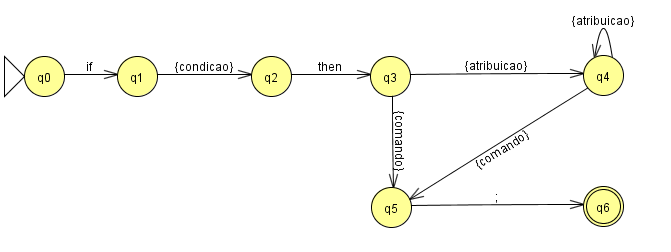 {atribuicao}
q0 if q1 {condicao} q2 then q3 {atribuicao} q4
{comando}
{comando}
q5 ; q6